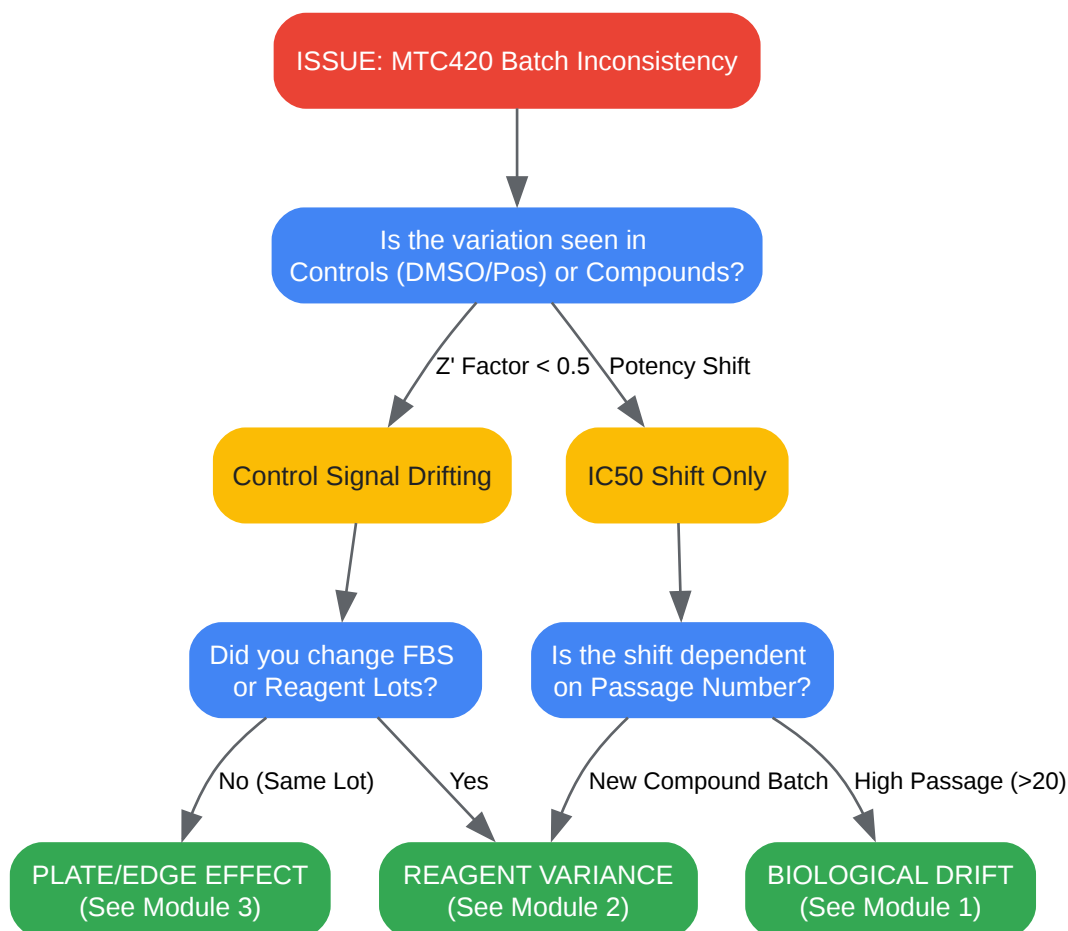 ISSUE: MTC420 Batch Inconsistency
Is the variation seen in
Controls (DMSO/Pos) or Compounds?
Z' Factor < 0.5
Potency Shift
Control Signal Drifting
IC50 Shift Only
Did you change FBS
or Reagent Lots?
Is the shift dependent
on Passage Number?
No (Same Lot)
Yes
New Compound Batch
High Passage (>20)
PLATE/EDGE EFFECT
(See Module 3)
REAGENT VARIANCE
(See Module 2)
BIOLOGICAL DRIFT
(See Module 1)